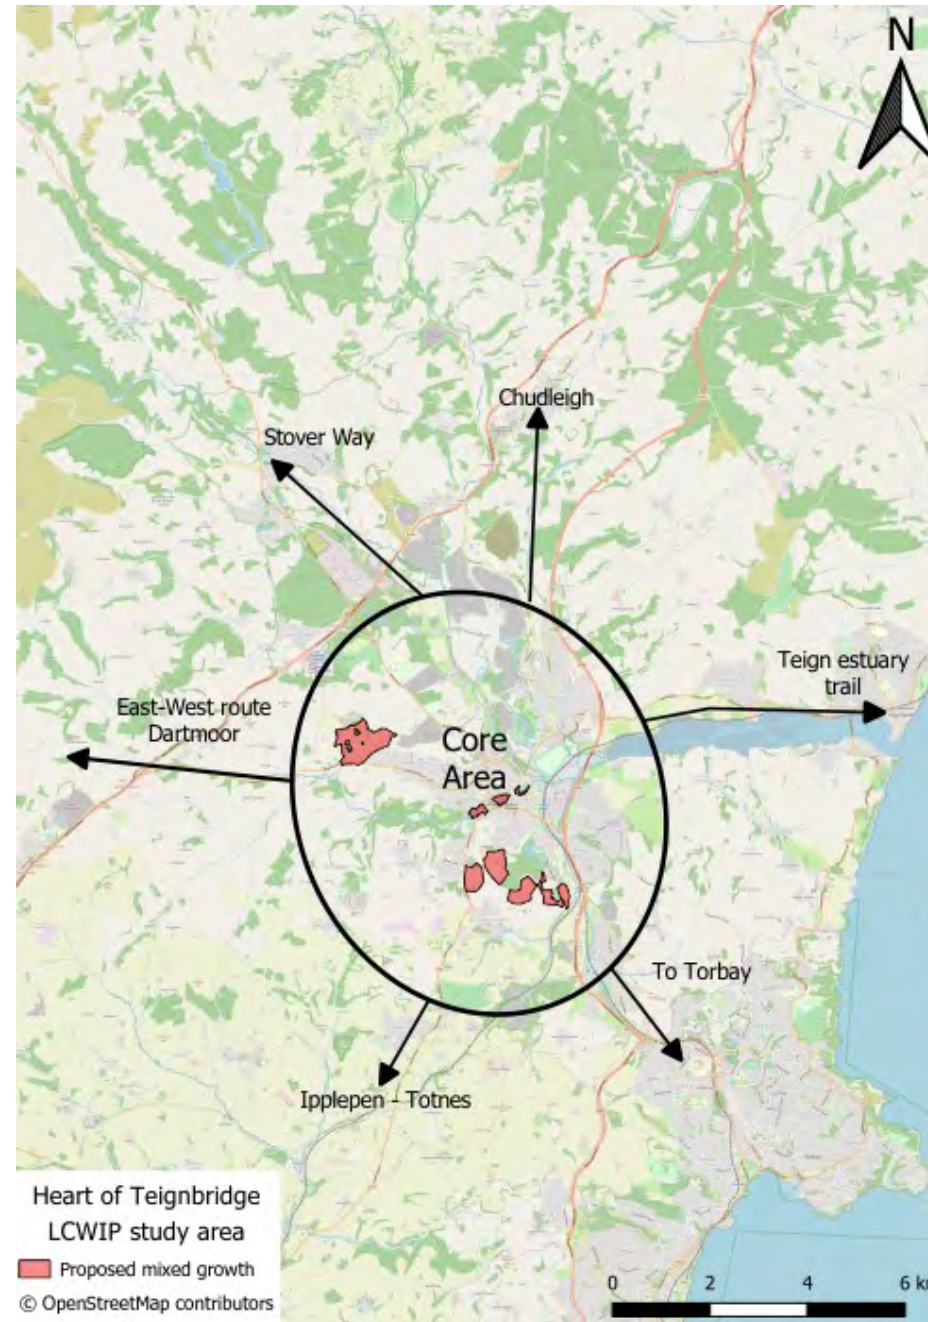 N
Chudleigh
Stover Way
Teign estuary
trail
East-West route
Dartmoor
Core
Area
To Torbay
Ipplepen - Totnes
Heart of Teignbridge
LCWIP study area
Proposed mixed growth
© OpenStreetMap contributors
0 2 4 6 k